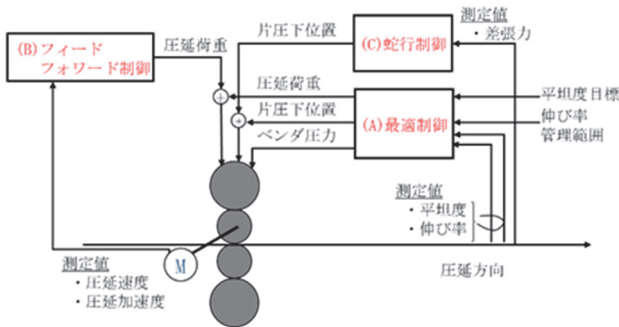 (B)フィード
フォワード制御
圧延荷重
片圧下位置
(C)蛇行制御
測定値
・差張力
圧延荷重
片圧下位置
ベンダ圧力
(A)最適制御
平坦度目標
伸び率
管理範囲
測定値
・平坦度
・伸び率
M
測定値
・圧延速度
・圧延加速度
圧延方向